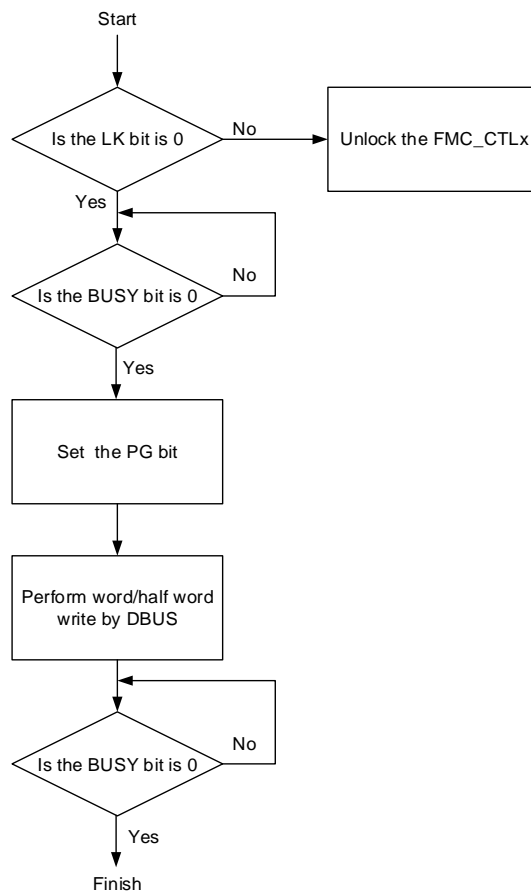 Start
Is the LK bit is 0
No
Unlock the FMC_CTLx
Yes
No
Is the BUSY bit is 0
Yes
Set the PG bit
Perform word/half word
write by DBUS
No
Is the BUSY bit is 0
Yes
Finish